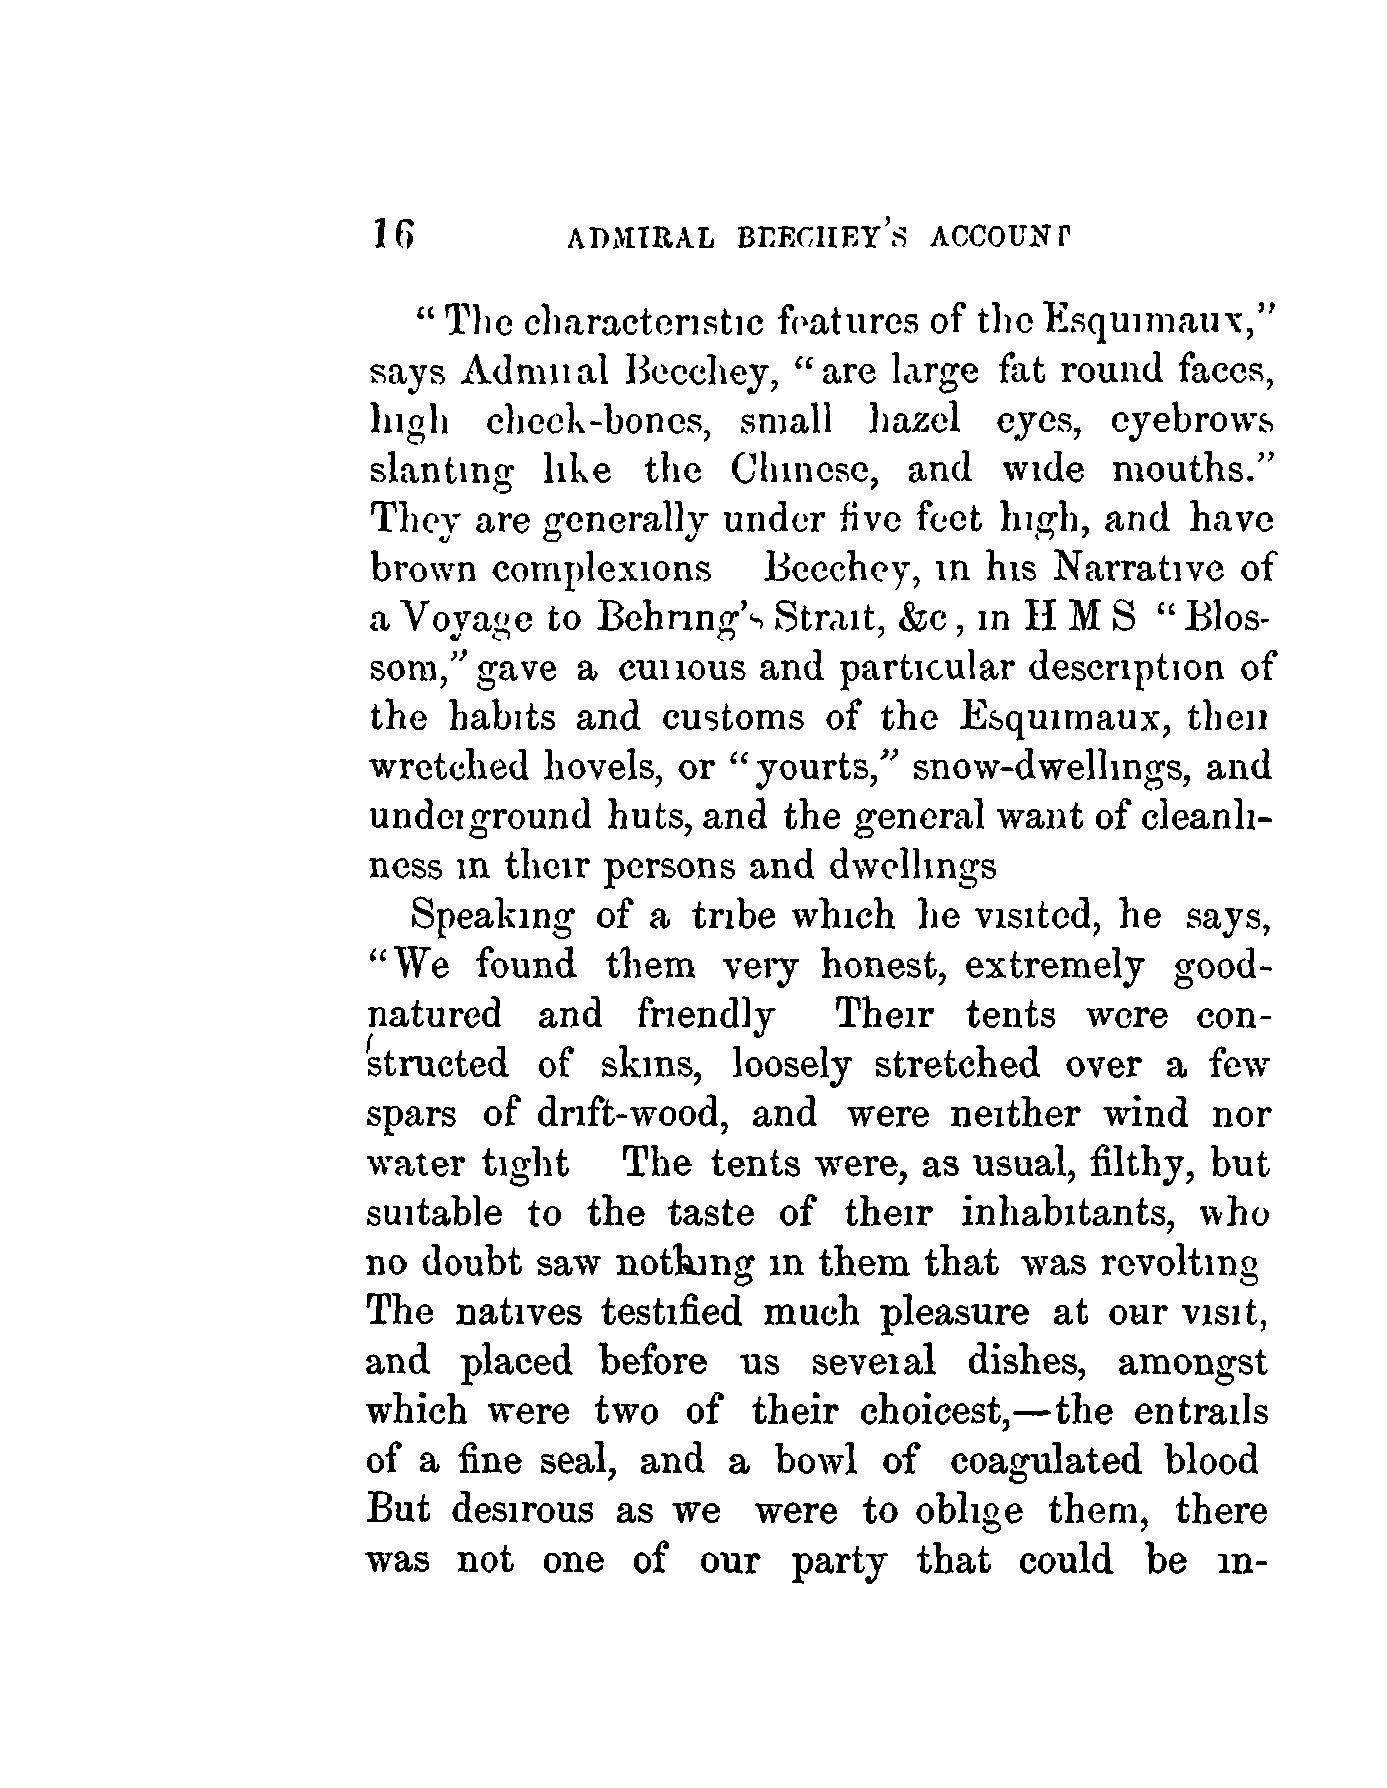 16 ADMIRAL BEECHEY'S ACCOUNT
"The characteristic features of the Esquimaux,"
says Admiral Beechey, "are large fat round faces,
high cheek-bones, small hazel eyes, eyebrows
slanting like the Chinese, and wide mouths."
They are generally under five feet high, and have
brown complexions Beechey, in his Narrative of
a Voyage to Behring's Strait, &c, in H M S "Blos-
som," gave a curious and particular description of
the habits and customs of the Esquimaux, their
wretched hovels, or "yourts," snow-dwellings, and
underground huts, and the general want of cleanli-
ness in their persons and dwellings
Speaking of a tribe which he visited, he says,
"We found them very honest, extremely good-
natured and friendly Their tents were con-
structed of skins, loosely stretched over a few
spars of drift-wood, and were neither wind nor
water tight The tents were, as usual, filthy, but
suitable to the taste of their inhabitants, who
no doubt saw nothing in them that was revolting
The natives testified much pleasure at our visit,
and placed before us several dishes, amongst
which were two of their choicest,—the entrails
of a fine seal, and a bowl of coagulated blood
But desirous as we were to oblige them, there
was not one of our party that could be in-